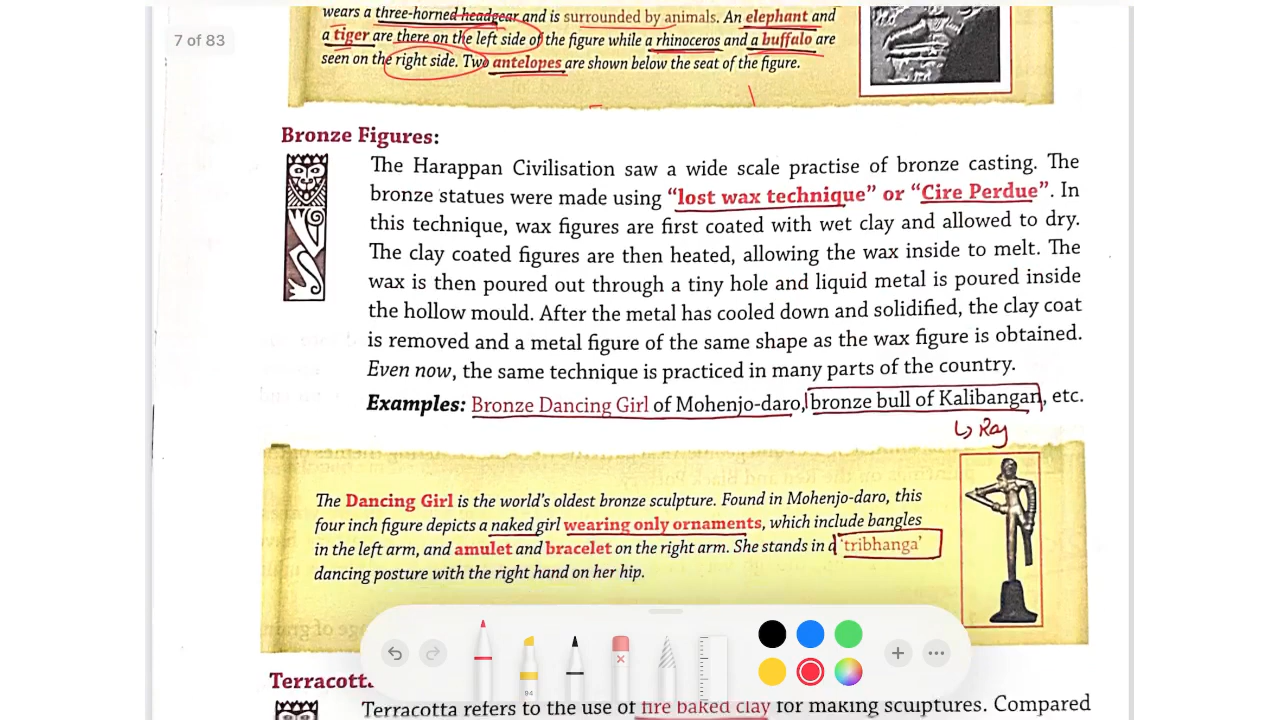 wears a three-horned headgear and is surrounded by animals. An elephant and
7 of 83
a tiger are there on the left side of the figure while a rhinoceros and a buffalo are
seen on the right side. Two antelopes are shown below the seat of the figure.
Bronze Figures:
The Harappan Civilisation saw a wide scale practise of bronze casting. The
bronze statues were made using “lost wax technique” or “Cire Perdue”. In
this technique, wax figures are first coated with wet clay and allowed to dry.
The clay coated figures are then heated, allowing the wax inside to melt. The
wax is then poured out through a tiny hole and liquid metal is poured inside
the hollow mould. After the metal has cooled down and solidified, the clay coat
is removed and a metal figure of the same shape as the wax figure is obtained.
Even now, the same technique is practiced in many parts of the country.
Examples: Bronze Dancing Girl of Mohenjo-daro, bronze bull of Kalibangan, etc.
↳ Raj
The Dancing Girl is the world's oldest bronze sculpture. Found in Mohenjo-daro, this
four inch figure depicts a naked girl wearing only ornaments, which include bangles
in the left arm, and amulet and bracelet on the right arm. She stands in a ‘tribhanga’
dancing posture with the right hand on her hip.
94
Terracotta
Terracotta refers to the use of fire baked clay for making sculptures. Compared